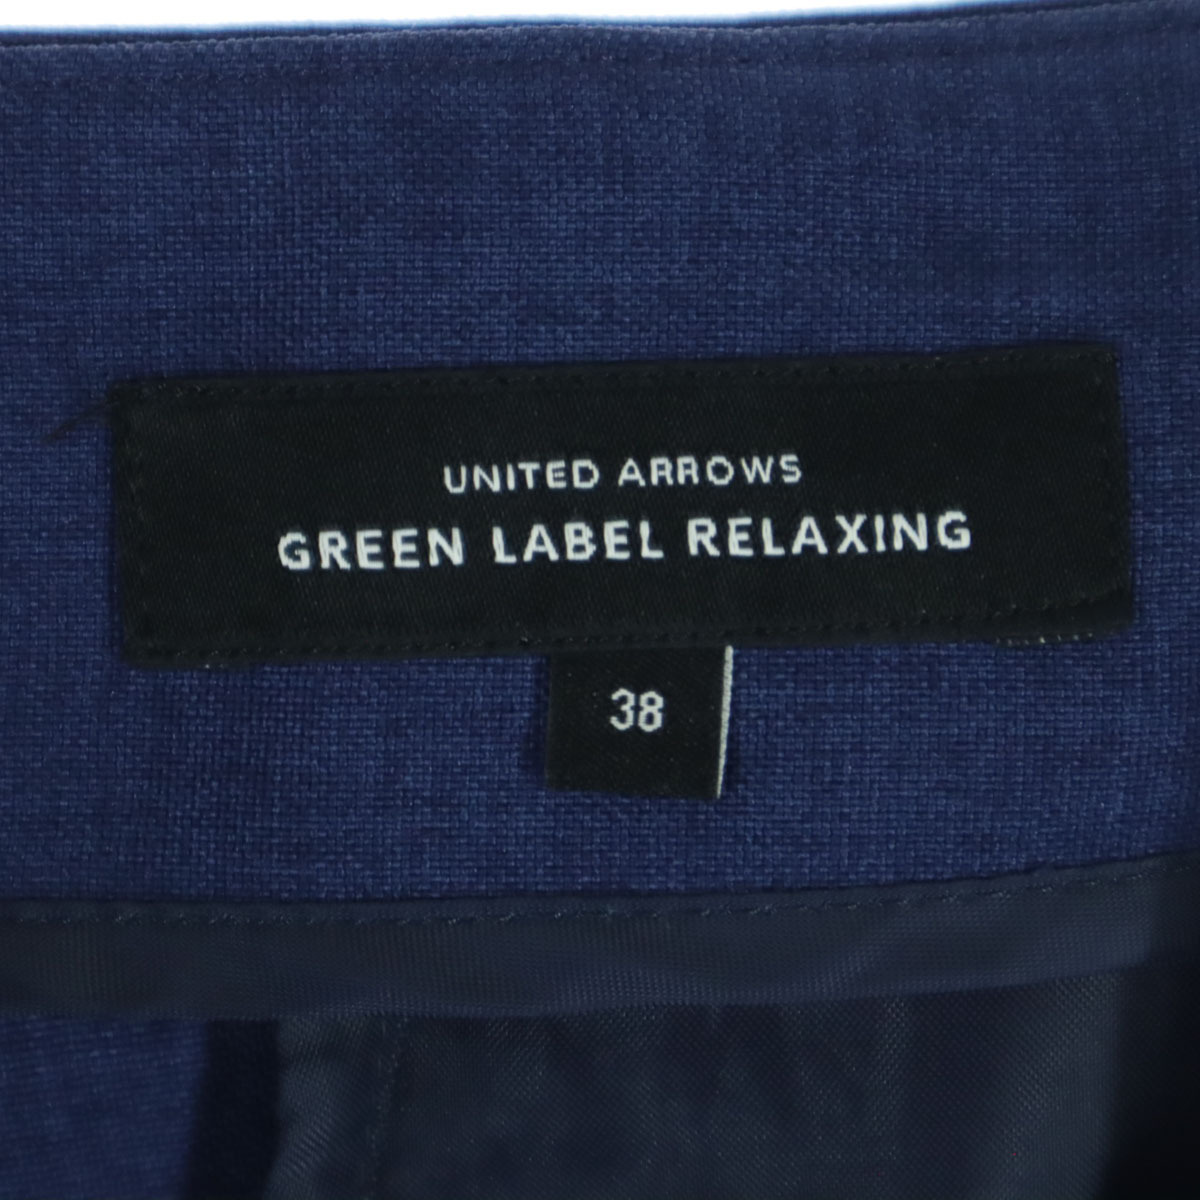 UNITED ARROWS
GREEN LABEL RELAXING
38